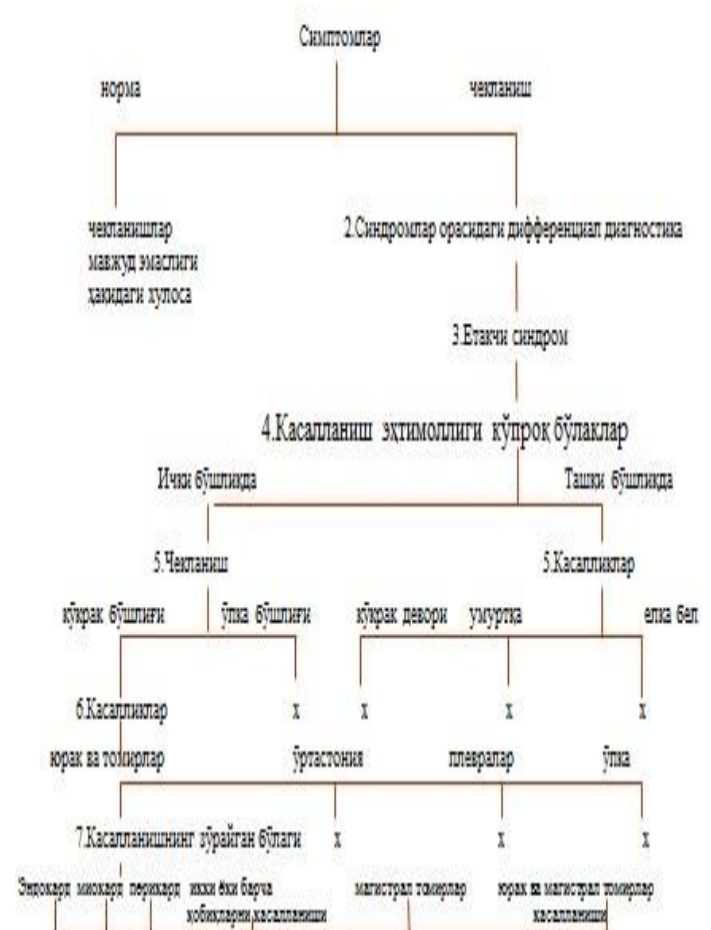 Симптомлар
норма чекланиш
чекланишлар
мавжуд эмаслиги
ҳақидаги хулоса
2.Синдромлар орасидаги дифференциал диагностика
3.Етакчи синдром
4.Касалланиш эҳтимоллиги кўпроқ бўлаклар
Ички бўшлиқда Ташқи бўшлиқда
5.Чекланиш 5.Касалликлар
кўкрак бўшлиғи ўпка бўшлиғи кўкрак девори умуртқа елка бел
6.Касалликлар х х х х
юрак ва томирлар ўртастония плевралар ўпка
7.Касалланишнинг зўрайган бўлаги х х х
Эндокард миокард перикард икки ёки барча магистрал томирлар юрак ва магистрал томирлар
қобиқларни касалланиши касалланиши